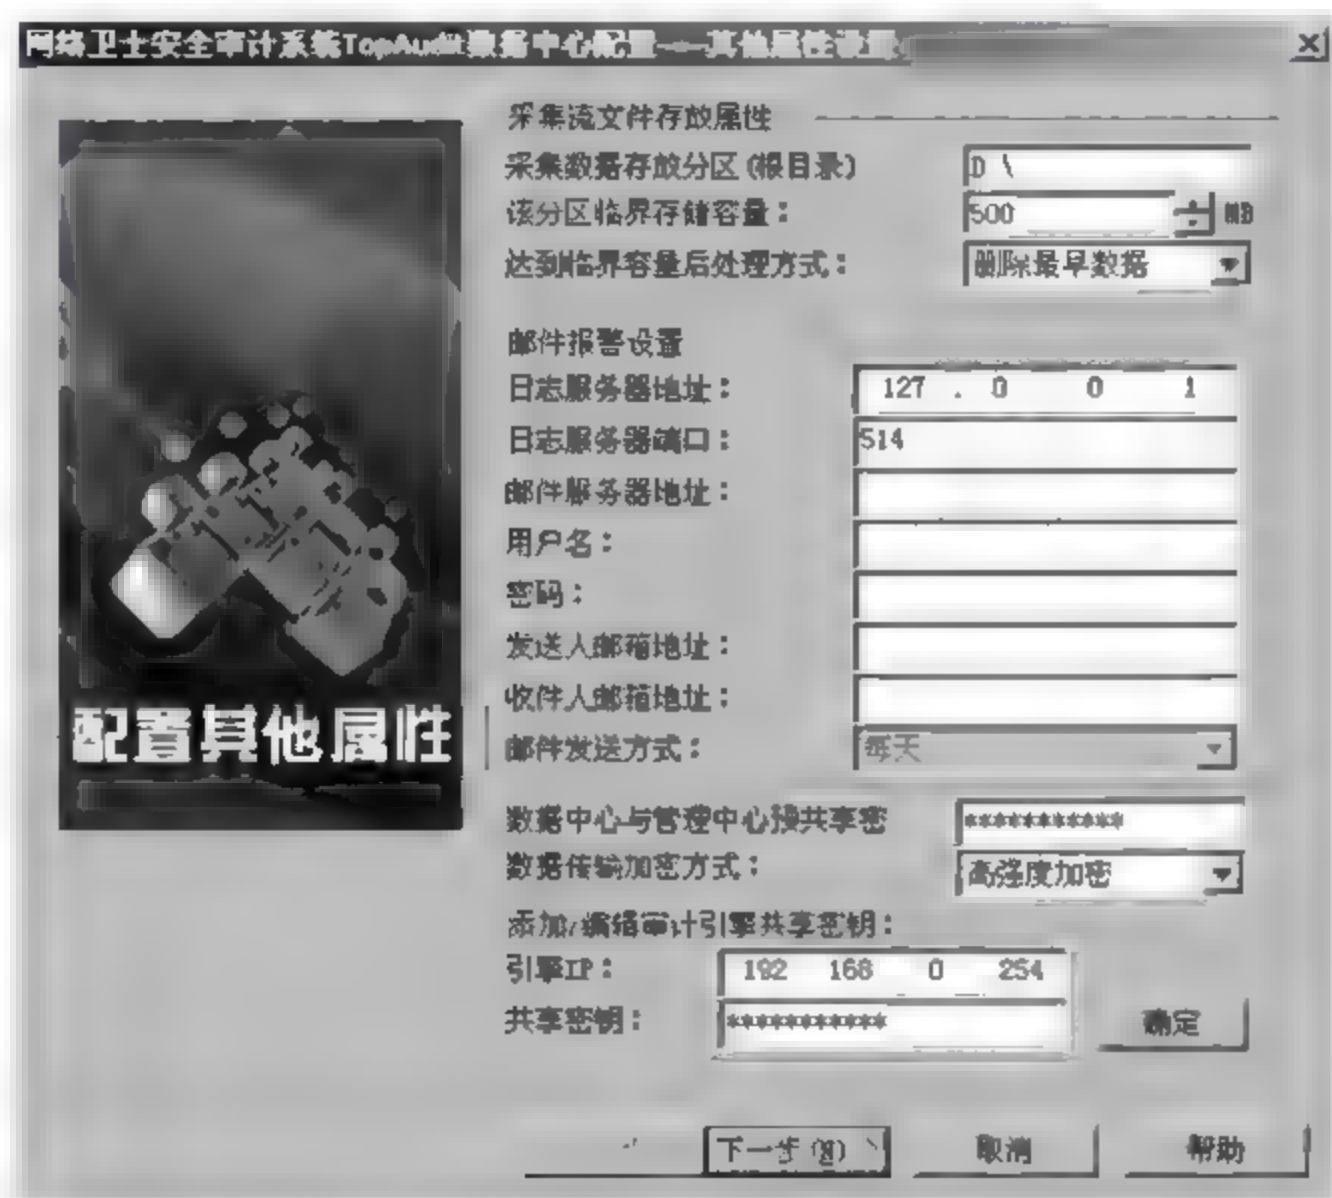 网络卫士安全审计系统TopAudit数据中心配置——其他属性设置
采集流文件存放属性
采集数据存放分区(根目录) D \
该分区临界存储容量： 500 MB
达到临界容量后处理方式： 删除最早数据
邮件报警设置
日志服务器地址： 127 . 0 0 1
日志服务器端口： 514
邮件服务器地址：
用户名：
密码：
发送人邮箱地址：
收件人邮箱地址：
邮件发送方式： 每天
配置其他属性
数据中心与管理中心预共享密 ***********
数据传输加密方式： 高强度加密
添加/编辑审计引擎共享密钥：
引擎IP： 192 168 0 254
共享密钥： ***********
确定
下一步(N) 取消 帮助